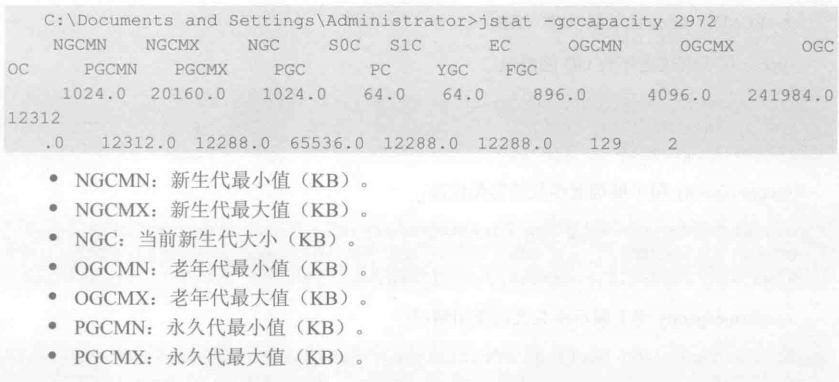 C:\Documents and Settings\Administrator>jstat -gccapacity 2972
NGCMN NGCMX NGC S0C S1C EC OGCMN OGCMX OGC
OC PGCMN PGCMX PGC PC YGC FGC
1024.0 20160.0 1024.0 64.0 64.0 896.0 4096.0 241984.0
12312
.0 12312.0 12288.0 65536.0 12288.0 12288.0 129 2
• NGCMN：新生代最小值（KB）。
• NGCMX：新生代最大值（KB）。
• NGC：当前新生代大小（KB）。
• OGCMN：老年代最小值（KB）。
• OGCMX：老年代最大值（KB）。
• PGCMN：永久代最小值（KB）。
• PGCMX：永久代最大值（KB）。